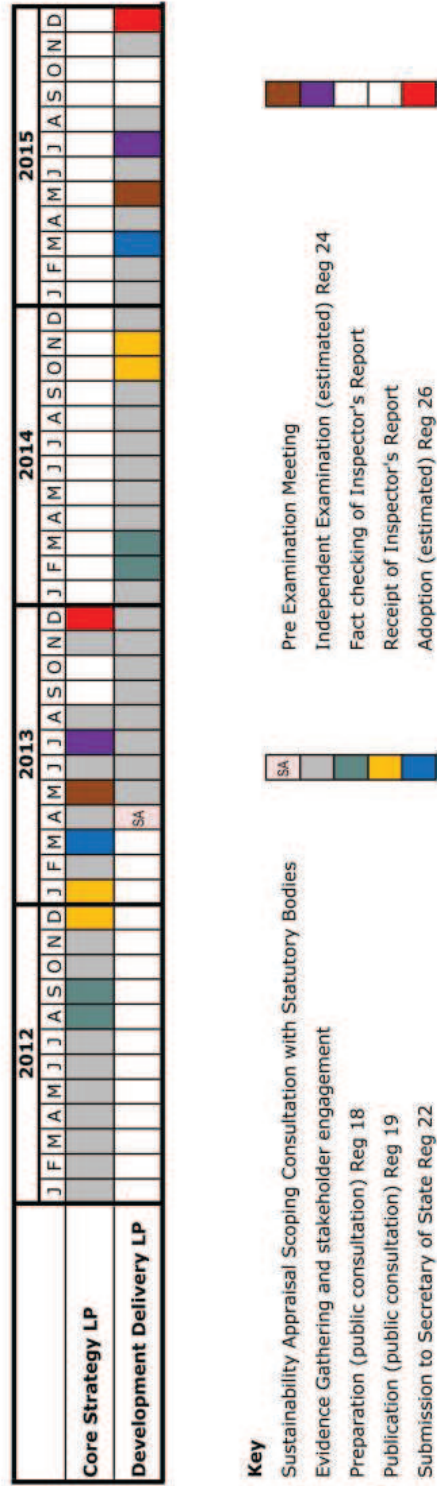 2012 2013 2014 2015
J F M A M J J A S O N D J F M A M J J A S O N D J F M A M J J A S O N D J F M A M J J A S O N D
Core Strategy LP
Development Delivery LP SA
Key
Sustainability Appraisal Scoping Consultation with Statutory Bodies SA
Evidence Gathering and stakeholder engagement
Preparation (public consultation) Reg 18
Publication (public consultation) Reg 19
Submission to Secretary of State Reg 22
Pre Examination Meeting
Independent Examination (estimated) Reg 24
Fact checking of Inspector's Report
Receipt of Inspector's Report
Adoption (estimated) Reg 26